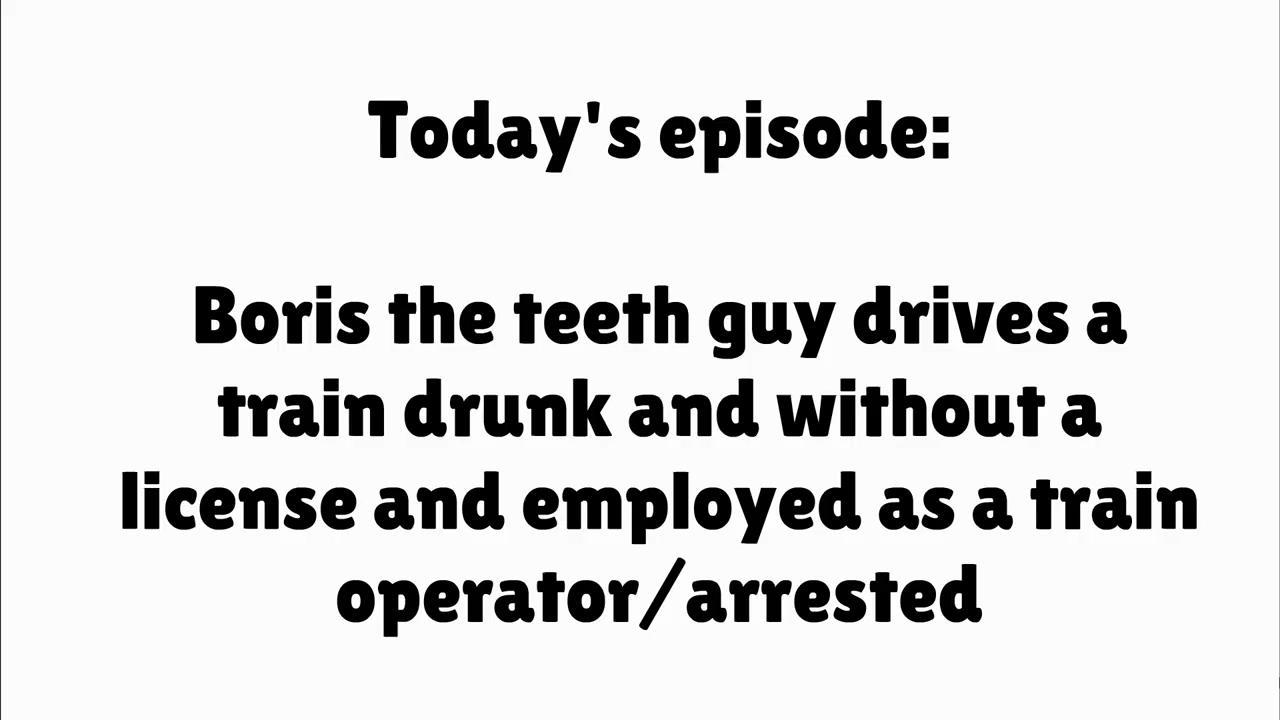 Today's episode:
Boris the teeth guy drives a
train drunk and without a
license and employed as a train
operator/arrested